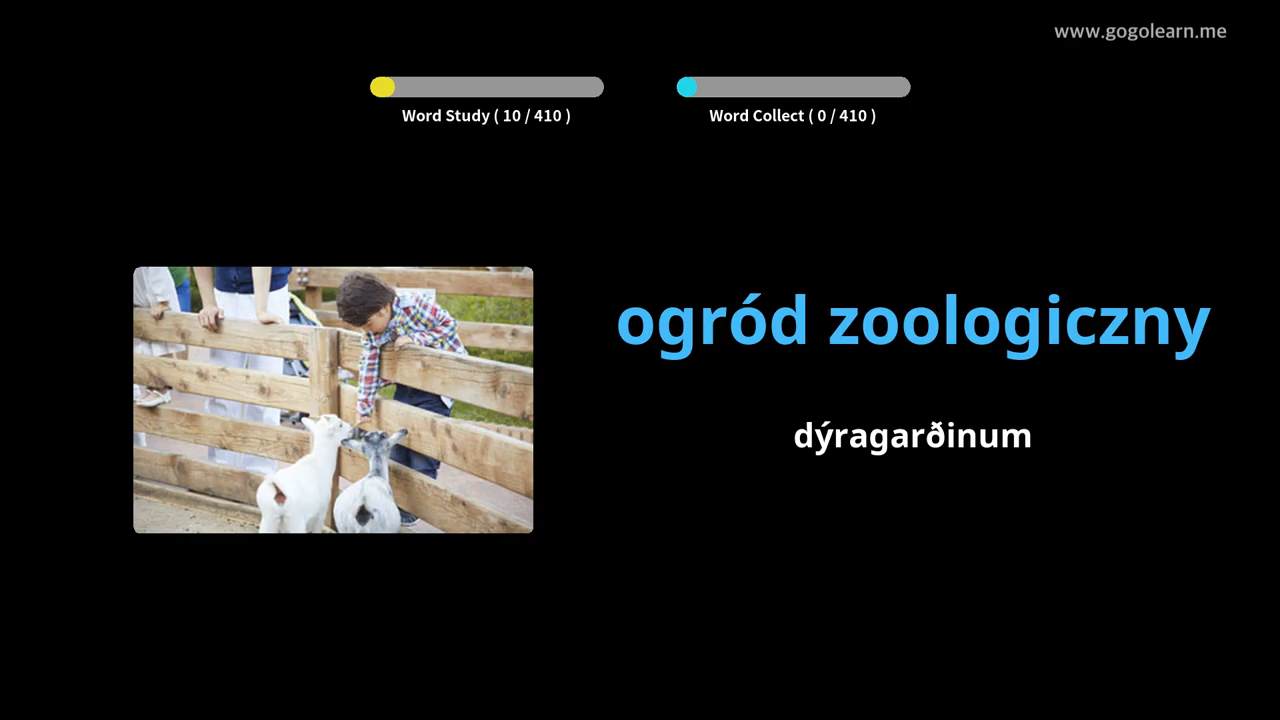 www.gogolearn.me
Word Study ( 10 / 410 )
Word Collect ( 0 / 410 )
ogród zoologiczny
dýragarðinum